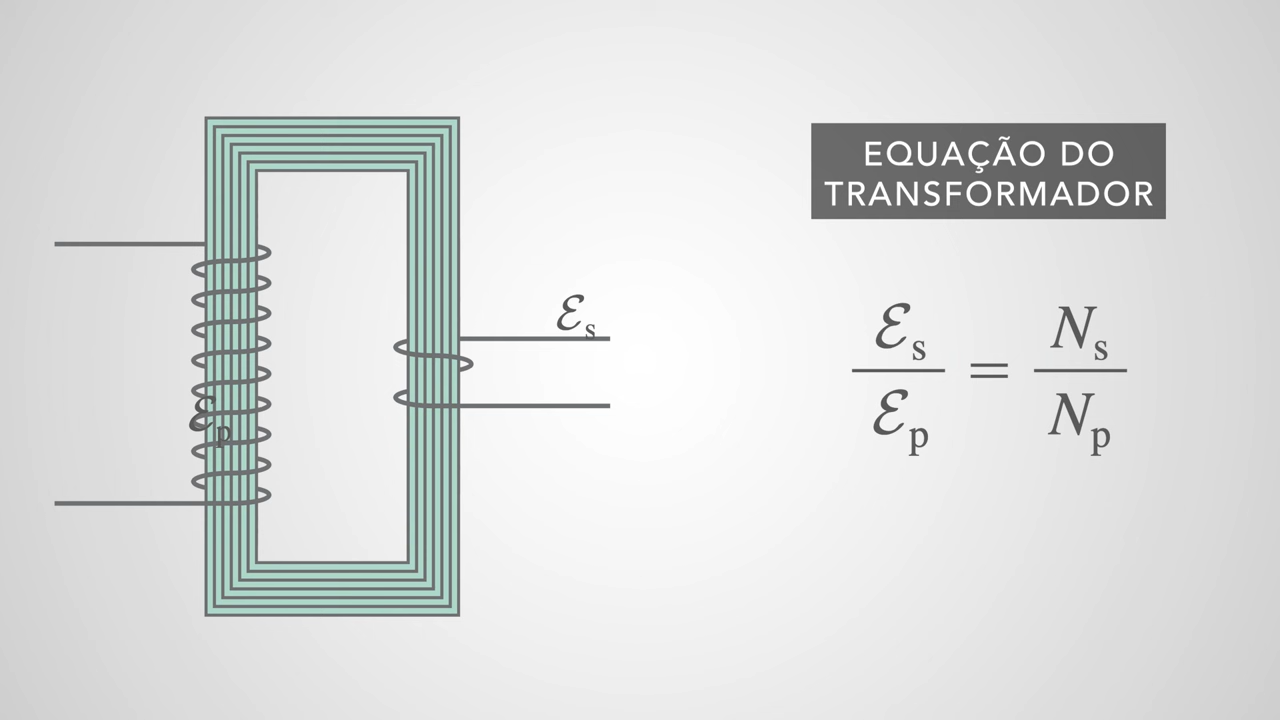 EQUAÇÃO DO
TRANSFORMADOR
ℰs
ℰp
ℰs / ℰp = Ns / Np